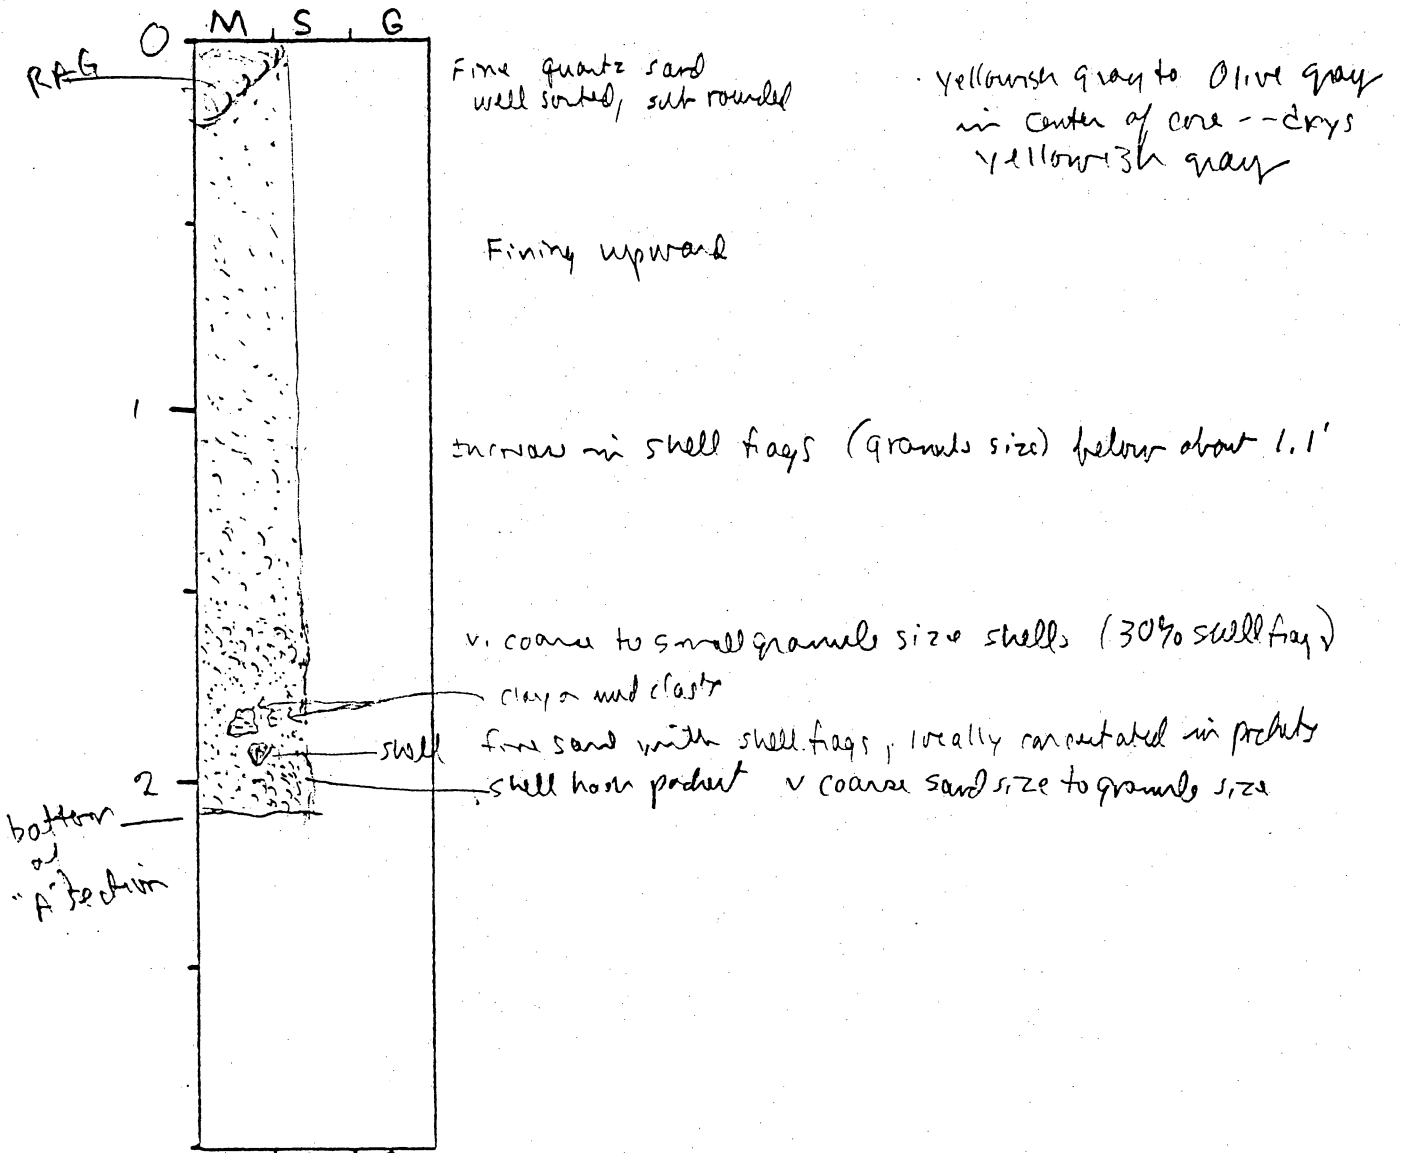 M S G
0
RAG
Fine quartz sand
well sorted, sub rounded
yellowish gray to Olive gray
in center of core -- drys
yellowish gray
Fining upward
1
Increase in shell frags (granule size) below about 1.1'
v. coarse to small granule size shells (30% shell frags)
clay or mud clasts
shell
fine sand with shell frags, locally concentrated in pockets
2
shell hash pocket v coarse sand size to granule size
bottom
of
"A" section